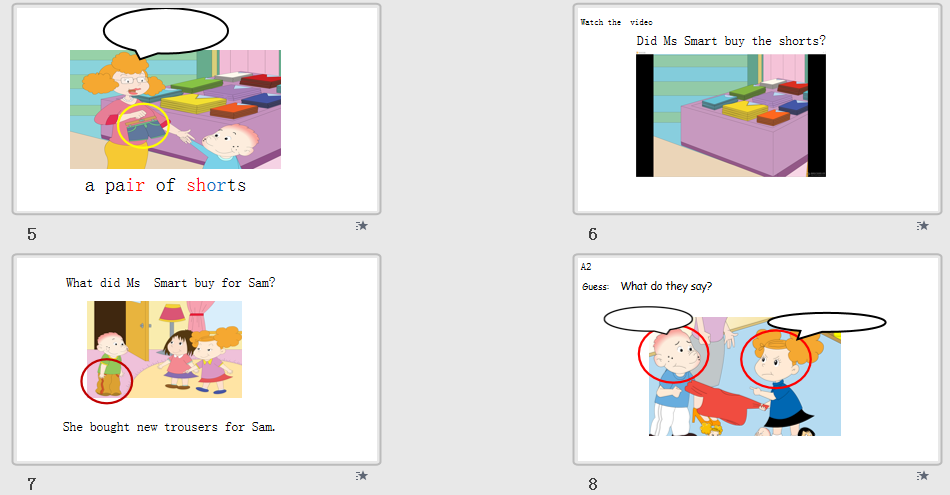 a pair of shorts
5
Watch the video
Did Ms Smart buy the shorts?
6
What did Ms Smart buy for Sam?
She bought new trousers for Sam.
7
A2
Guess: What do they say?
8